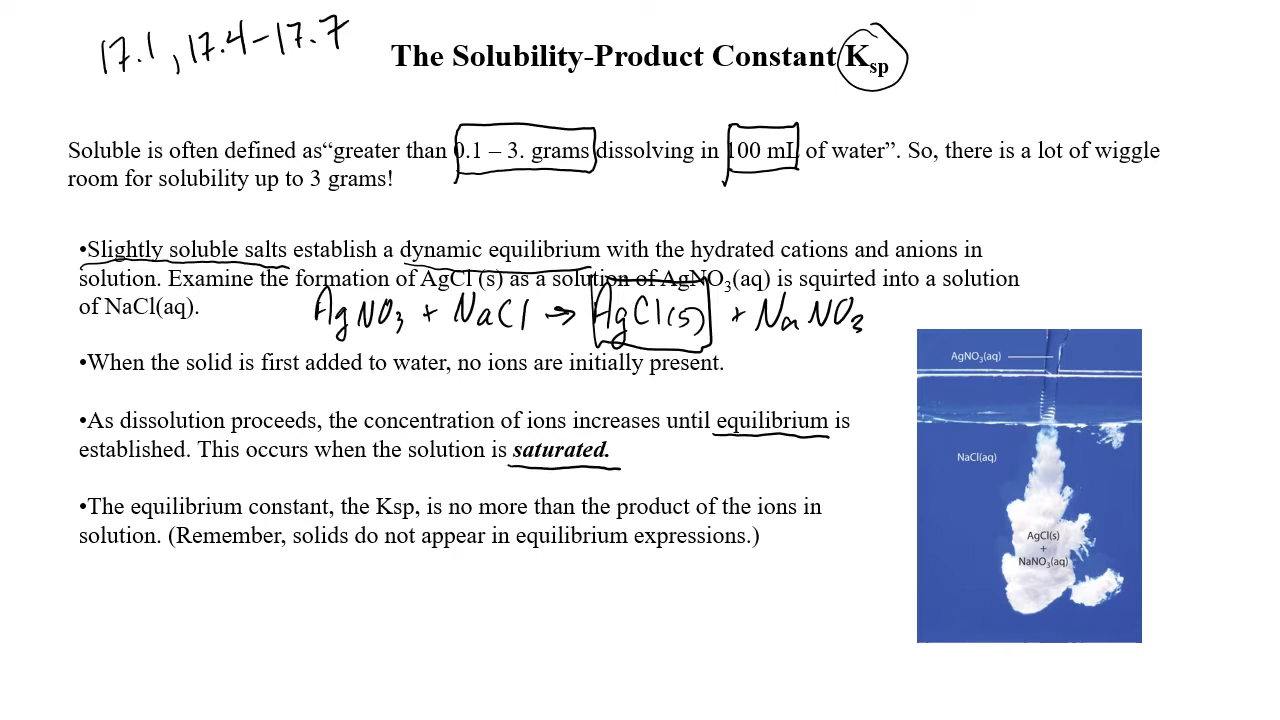 17.1, 17.4-17.7
The Solubility-Product Constant Ksp
Soluble is often defined as“greater than 0.1 – 3. grams dissolving in 100 mL of water”. So, there is a lot of wiggle
room for solubility up to 3 grams!
•Slightly soluble salts establish a dynamic equilibrium with the hydrated cations and anions in
solution. Examine the formation of AgCl (s) as a solution of AgNO3(aq) is squirted into a solution
of NaCl(aq).
AgNO3 + NaCl → AgCl(s) + NaNO3
•When the solid is first added to water, no ions are initially present.
•As dissolution proceeds, the concentration of ions increases until equilibrium is
established. This occurs when the solution is saturated.
•The equilibrium constant, the Ksp, is no more than the product of the ions in
solution. (Remember, solids do not appear in equilibrium expressions.)
AgNO3(aq)
NaCl(aq)
AgCl(s)
+
NaNO3(aq)